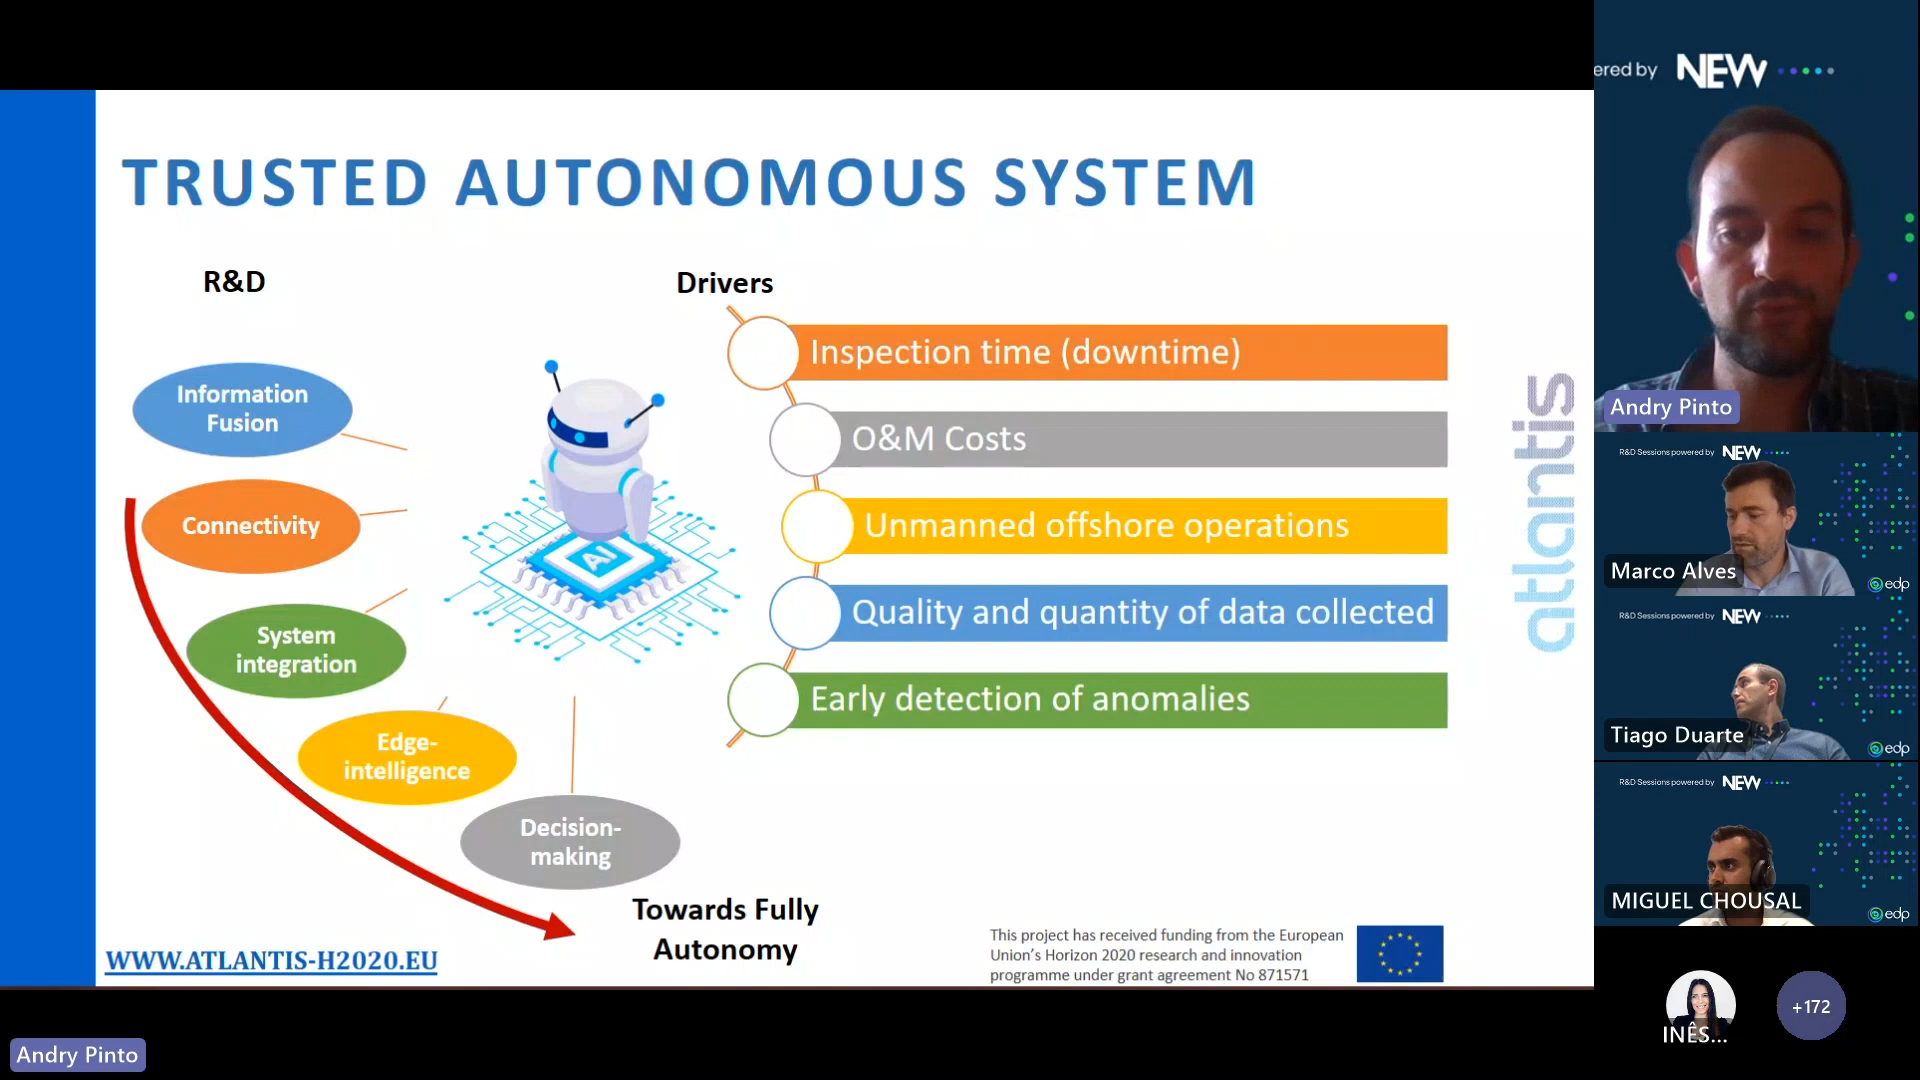 TRUSTED AUTONOMOUS SYSTEM
R&D
Information
Fusion
Connectivity
System
integration
Edge-
intelligence
Decision-
making
Towards Fully
Autonomy
AI
Drivers
Inspection time (downtime)
O&M Costs
Unmanned offshore operations
Quality and quantity of data collected
Early detection of anomalies
atlantis
WWW.ATLANTIS-H2020.EU
This project has received funding from the European
Union's Horizon 2020 research and innovation
programme under grant agreement No 871571
Andry Pinto
ered by NEW
Andry Pinto
R&D Sessions powered by NEW
Marco Alves
edp
R&D Sessions powered by NEW
Tiago Duarte
edp
R&D Sessions powered by NEW
MIGUEL CHOUSAL
edp
INÊS...
+172